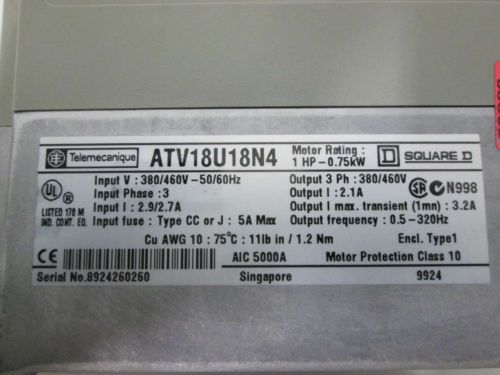 Telemecanique ATV18U18N4 Motor Rating : 1 HP-0.75kW SQUARE D
Input V : 380/460V-50/60Hz Output 3 Ph : 380/460V
Input Phase : 3 Output I : 2.1A N998
Input I : 2.9/2.7A Output I max. transient (1mn) : 3.2A
Input fuse : Type CC or J : 5A Max Output frequency : 0.5-320Hz
UL LISTED 170 M
IND. CONT. EQ.
Cu AWG 10 : 75°C : 11lb in / 1.2 Nm Encl. Type1
CE AIC 5000A Motor Protection Class 10
Serial No.8924260260 Singapore 9924